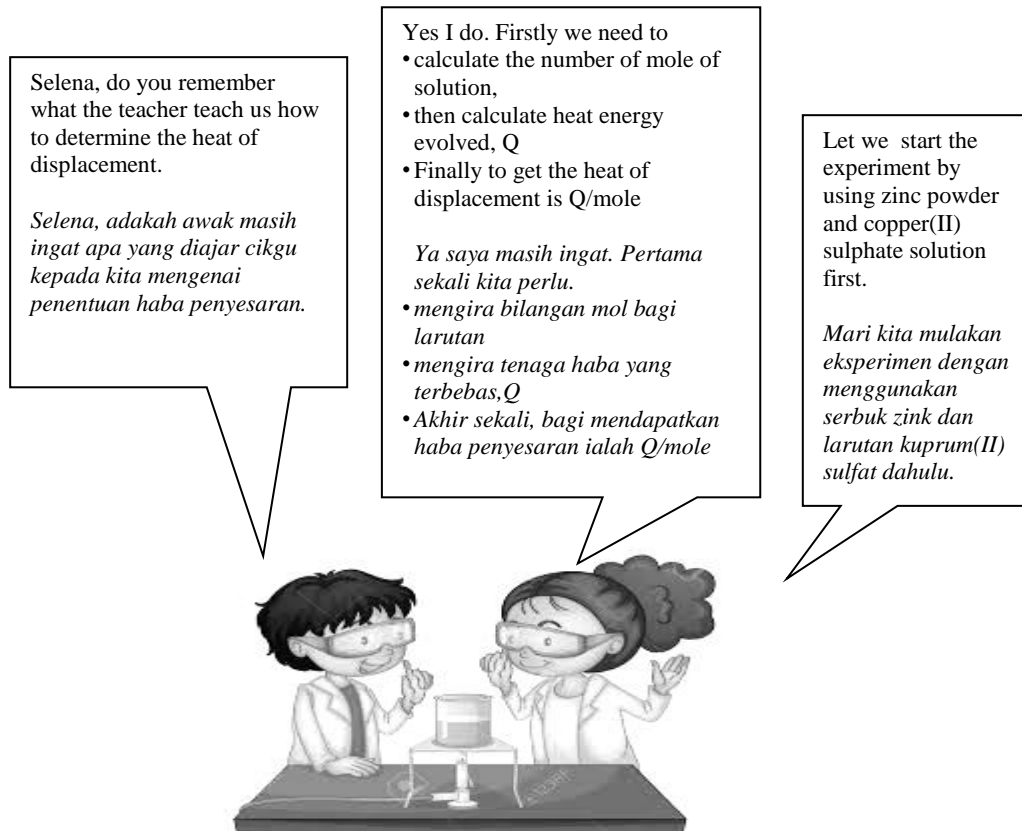 Selena, do you remember
what the teacher teach us how
to determine the heat of
displacement.
Selena, adakah awak masih
ingat apa yang diajar cikgu
kepada kita mengenai
penentuan haba penyesaran.
Yes I do. Firstly we need to
• calculate the number of mole of
solution,
• then calculate heat energy
evolved, Q
• Finally to get the heat of
displacement is Q/mole
Ya saya masih ingat. Pertama
sekali kita perlu.
• mengira bilangan mol bagi
larutan
• mengira tenaga haba yang
terbebas,Q
• Akhir sekali, bagi mendapatkan
haba penyesaran ialah Q/mole
Let we start the
experiment by
using zinc powder
and copper(II)
sulphate solution
first.
Mari kita mulakan
eksperimen dengan
menggunakan
serbuk zink dan
larutan kuprum(II)
sulfat dahulu.